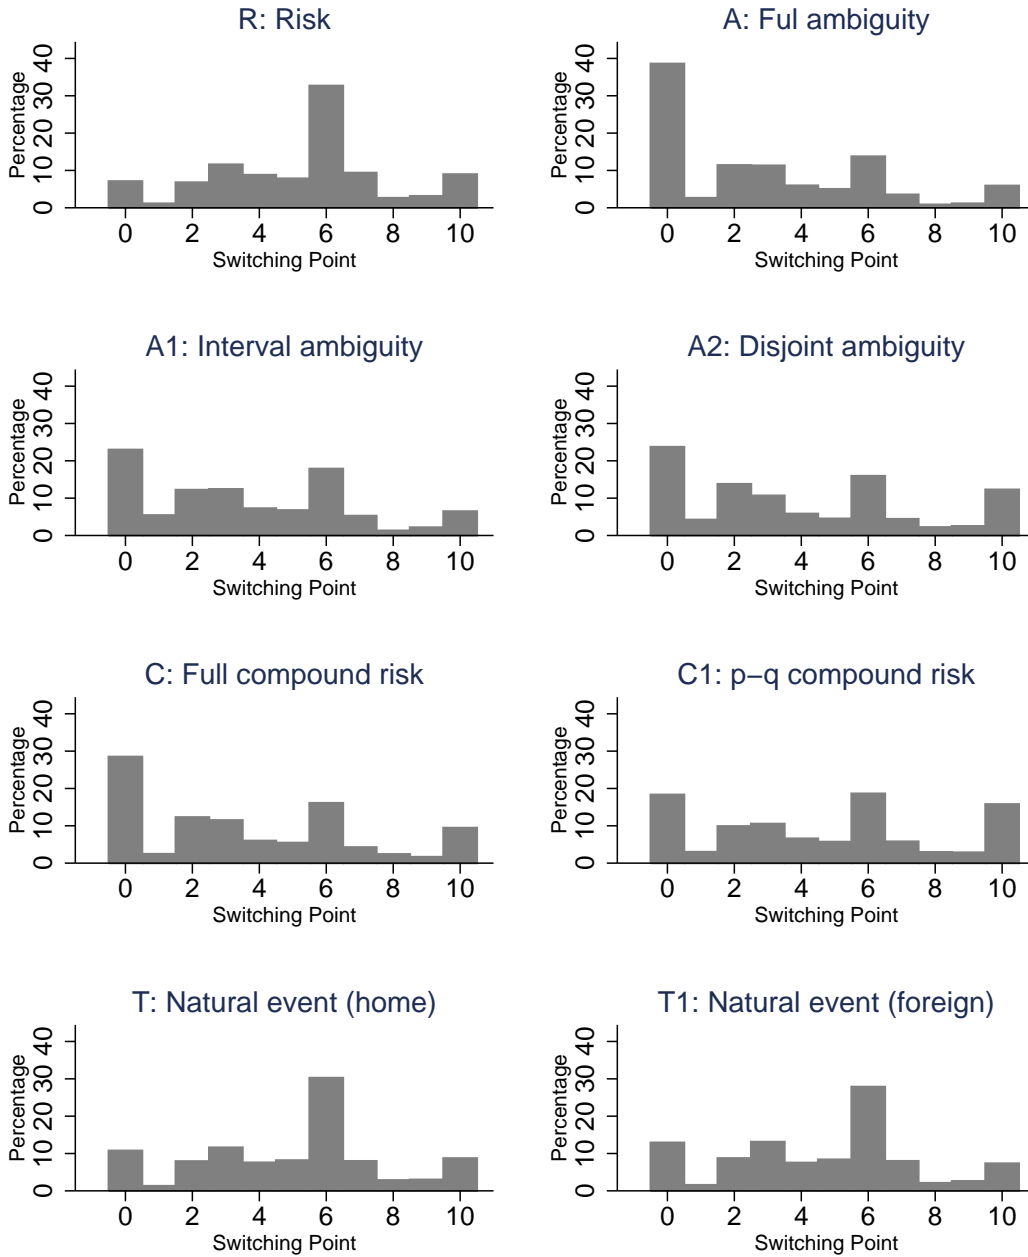 R: Risk
Percentage
0 10 20 30 40
0 2 4 6 8 10
Switching Point
A: Ful ambiguity
Percentage
0 10 20 30 40
0 2 4 6 8 10
Switching Point
A1: Interval ambiguity
Percentage
0 10 20 30 40
0 2 4 6 8 10
Switching Point
A2: Disjoint ambiguity
Percentage
0 10 20 30 40
0 2 4 6 8 10
Switching Point
C: Full compound risk
Percentage
0 10 20 30 40
0 2 4 6 8 10
Switching Point
C1: p−q compound risk
Percentage
0 10 20 30 40
0 2 4 6 8 10
Switching Point
T: Natural event (home)
Percentage
0 10 20 30 40
0 2 4 6 8 10
Switching Point
T1: Natural event (foreign)
Percentage
0 10 20 30 40
0 2 4 6 8 10
Switching Point